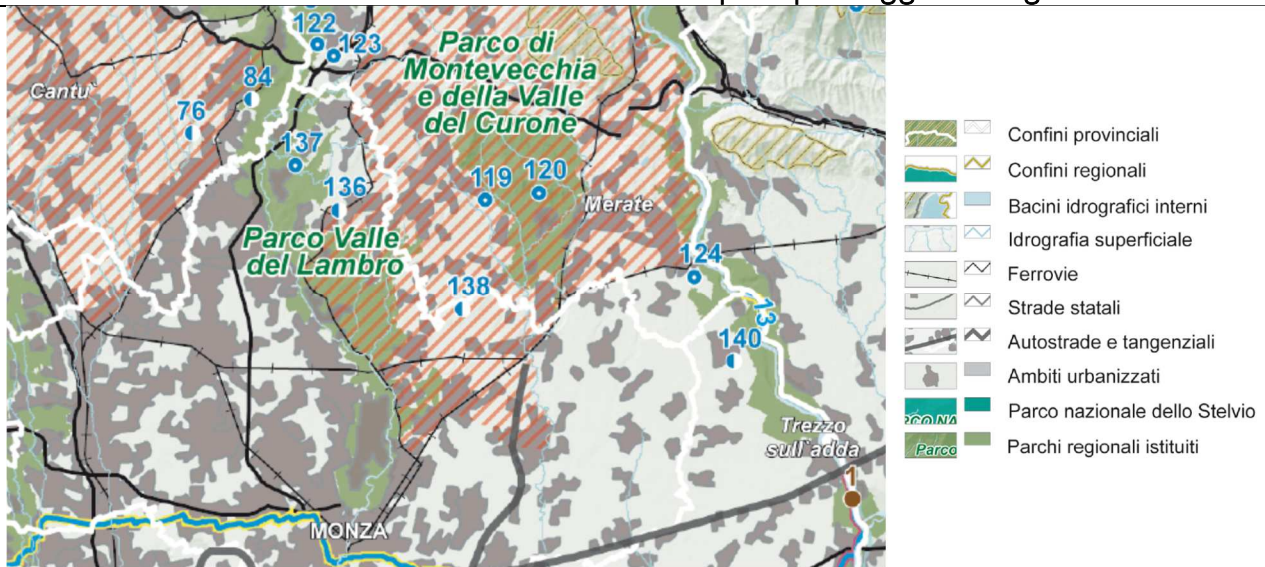 122
123
Parco di
Montevecchia
e della Valle
del Curone
Cantu'
84
76
137
136
119
120
Merate
Parco Valle
del Lambro
138
124
13
140
Trezzo
sull'adda
1
MONZA
Confini provinciali
Confini regionali
Bacini idrografici interni
Idrografia superficiale
Ferrovie
Strade statali
Autostrade e tangenziali
Ambiti urbanizzati
Parco nazionale dello Stelvio
Parchi regionali istituiti
Parco